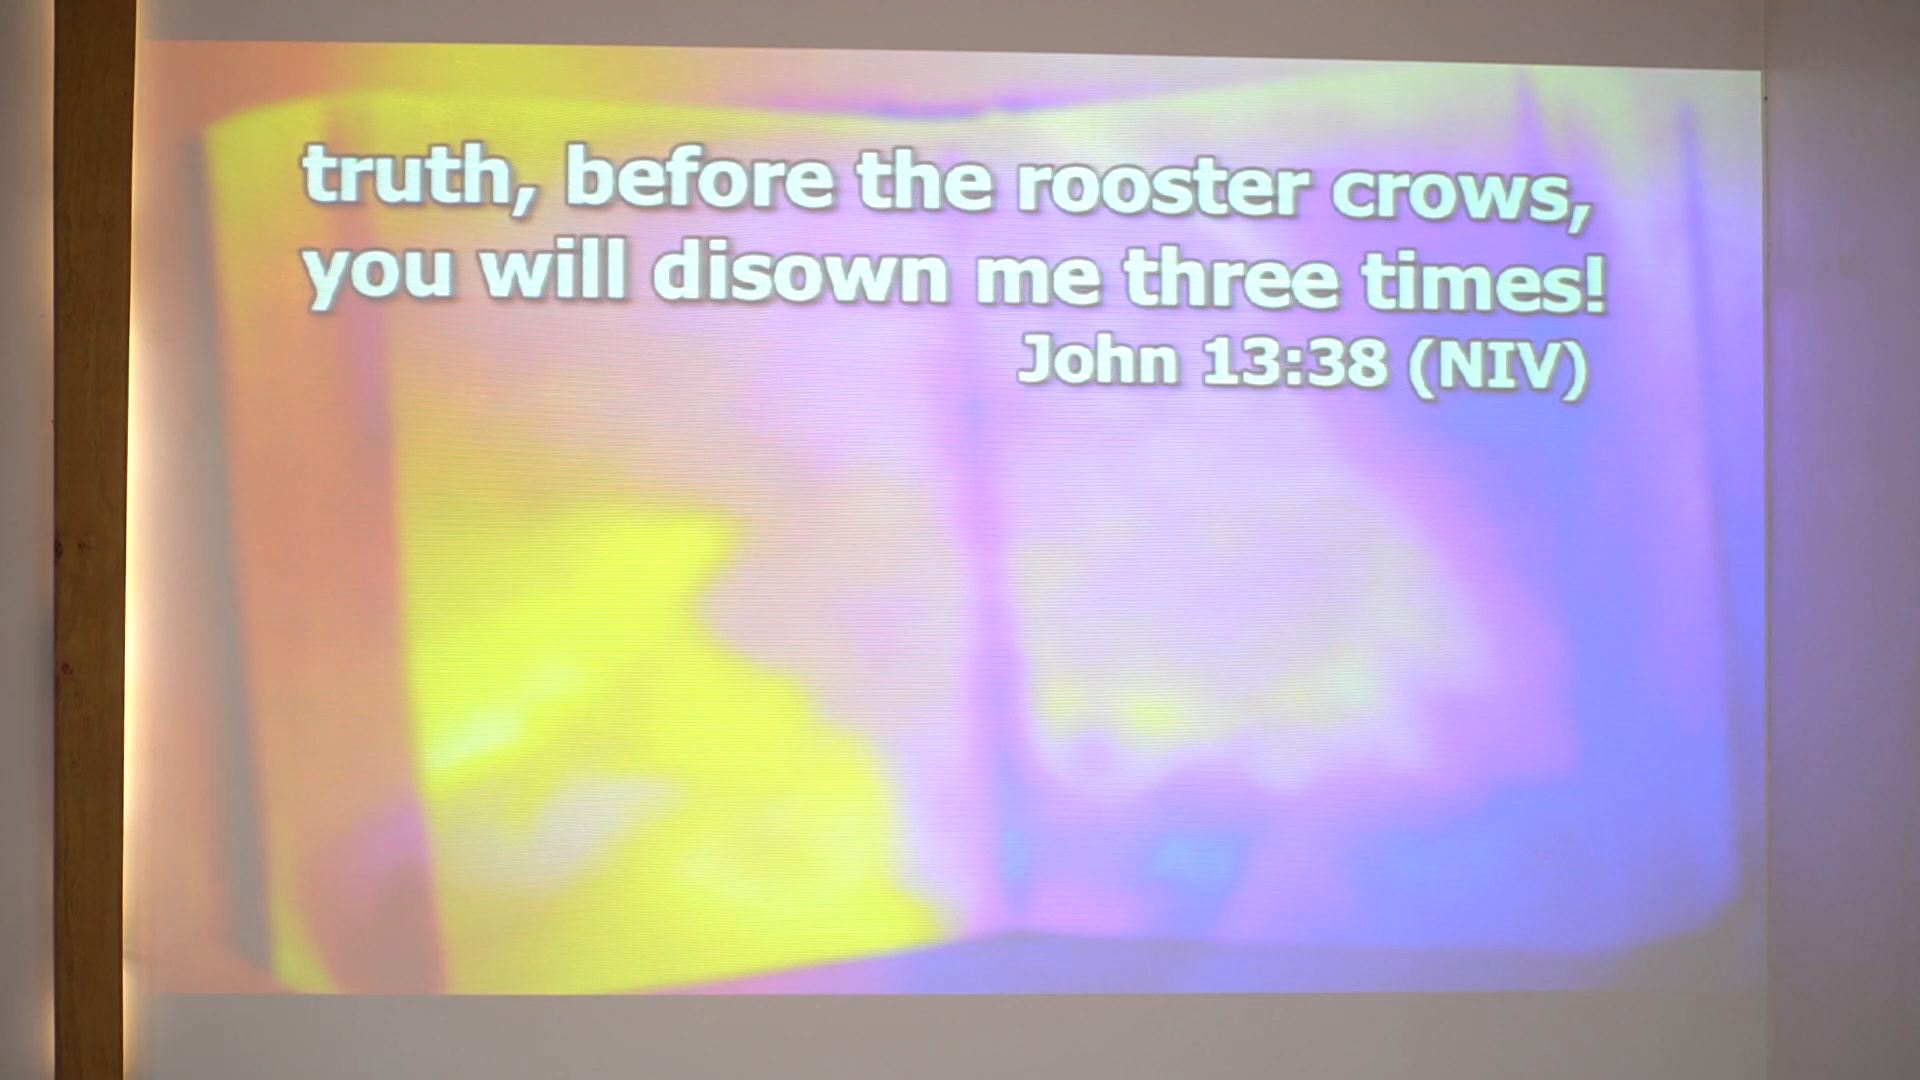 truth, before the rooster crows,
you will disown me three times!
John 13:38 (NIV)